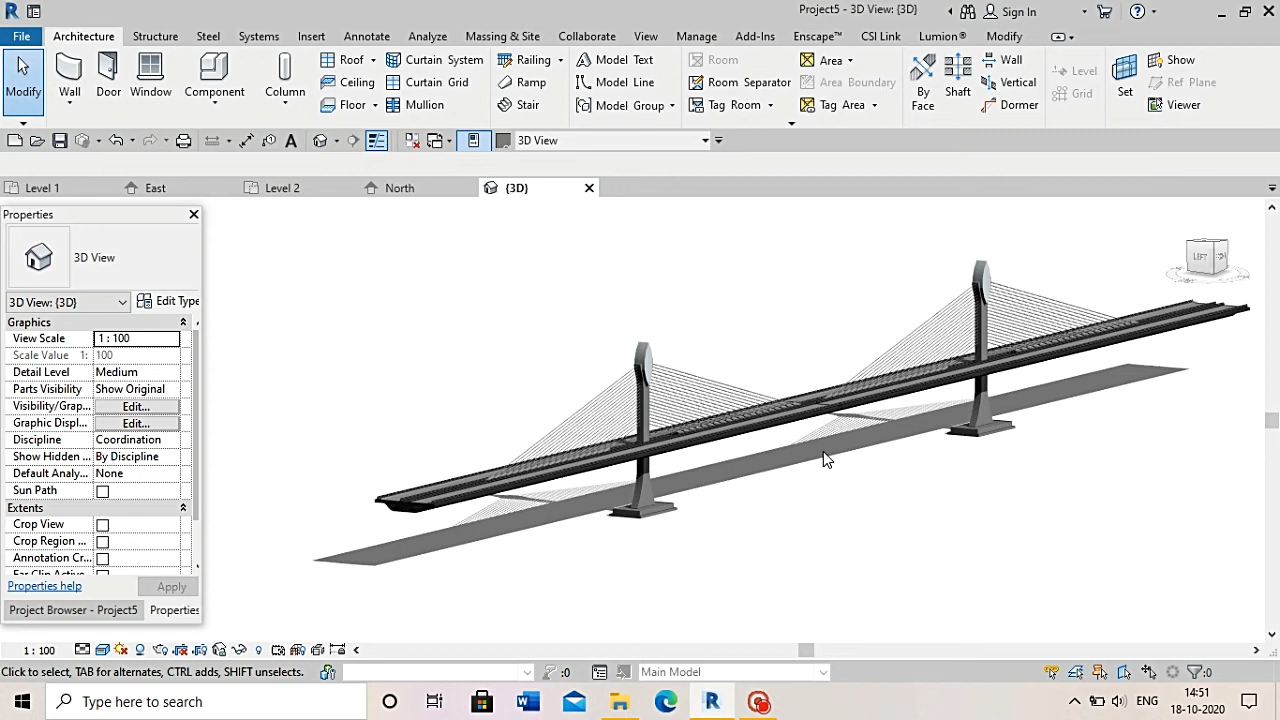 Project5 - 3D View: {3D}
Sign In
File Architecture Structure Steel Systems Insert Annotate Analyze Massing & Site Collaborate View Manage Add-Ins Enscape™ CSI Link Lumion® Modify
Modify
Wall
Door
Window
Component
Column
Roof
Ceiling
Floor
Curtain System
Curtain Grid
Mullion
Railing
Ramp
Stair
Model Text
Model Line
Model Group
Room
Room Separator
Tag Room
Area
Area Boundary
Tag Area
By
Face
Shaft
Wall
Vertical
Dormer
Level
Grid
Set
Show
Ref Plane
Viewer
3D View
Level 1 East Level 2 North {3D}
Properties
3D View
3D View: {3D} Edit Type
Graphics
View Scale 1 : 100
Scale Value 1: 100
Detail Level Medium
Parts Visibility Show Original
Visibility/Grap... Edit...
Graphic Displ... Edit...
Discipline Coordination
Show Hidden ... By Discipline
Default Analy... None
Sun Path
Extents
Crop View
Crop Region ...
Annotation Cr...
Properties help Apply
Project Browser - Project5 Properties
LEFT
1 : 100
Click to select, TAB for alternates, CTRL adds, SHIFT unselects.
:0
Main Model
:0
Type here to search
ENG
14:51
18-10-2020